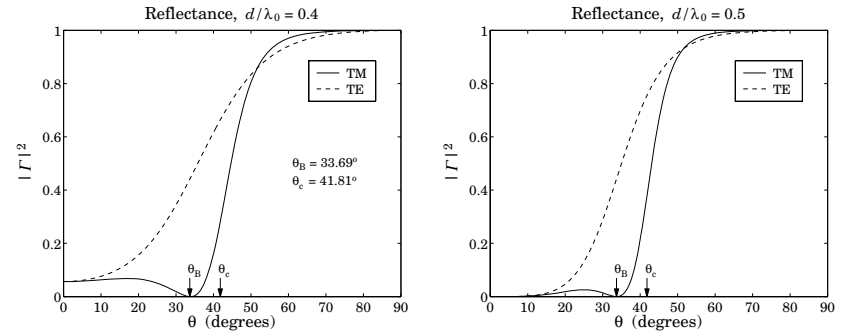 Reflectance, d/λ₀ = 0.4
1
0.8
0.6
0.4
0.2
0
0 10 20 30 40 50 60 70 80 90
| Γ |²
θ (degrees)
TM
TE
θB = 33.69º
θc = 41.81º
θB
θc
Reflectance, d/λ₀ = 0.5
1
0.8
0.6
0.4
0.2
0
0 10 20 30 40 50 60 70 80 90
| Γ |²
θ (degrees)
TM
TE
θB
θc